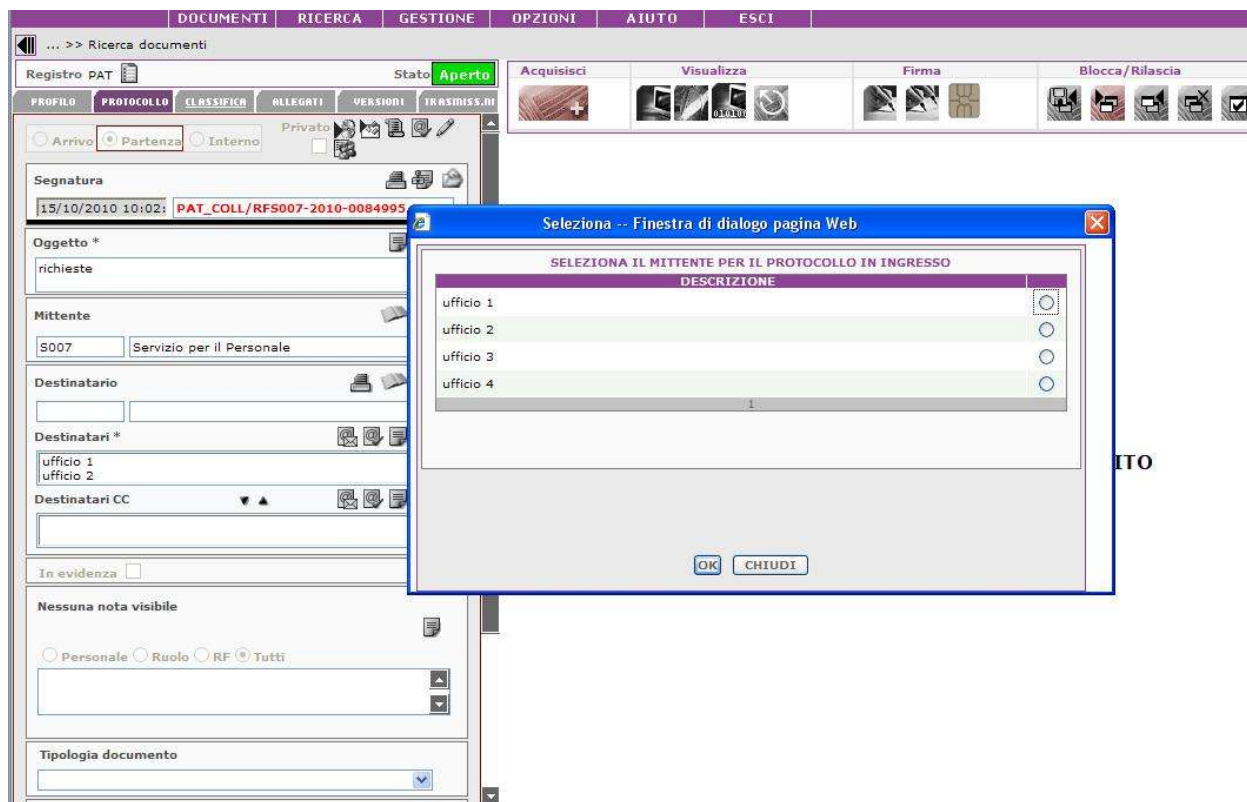 DOCUMENTI RICERCA GESTIONE OPZIONI AIUTO ESCI
... >> Ricerca documenti
Registro PAT Stato Aperto
PROFILO PROTOCOLLO CLASSIFICA ALLEGATI VERSIONI TRASMISS.NI
Acquisisci Visualizza Firma Blocca/Rilascia
Arrivo Partenza Interno Privato
Segnatura
15/10/2010 10:02: PAT_COLL/RFS007-2010-0084995
Oggetto *
richieste
Mittente
S007 Servizio per il Personale
Destinatario
Destinatari *
ufficio 1
ufficio 2
Destinatari CC
In evidenza
Nessuna nota visibile
Personale Ruolo RF Tutti
Tipologia documento
Seleziona -- Finestra di dialogo pagina Web
SELEZIONA IL MITTENTE PER IL PROTOCOLLO IN INGRESSO
DESCRIZIONE
ufficio 1
ufficio 2
ufficio 3
ufficio 4
1
OK CHIUDI
ITO